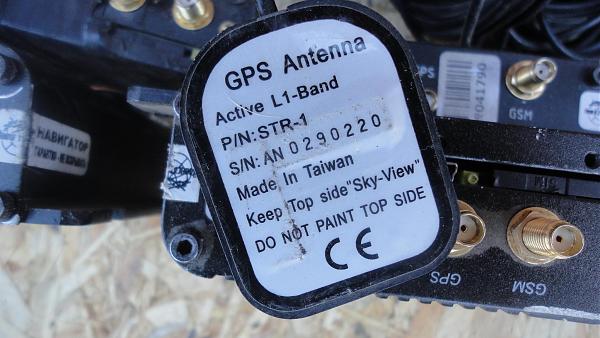 GPS Antenna
Active L1-Band
P/N:STR-1
S/N: AN 0290220
Made In Taiwan
Keep Top side"Sky-View"
DO NOT PAINT TOP SIDE
CE
НАВИГАТОР
GSM
041790
GPS
GSM